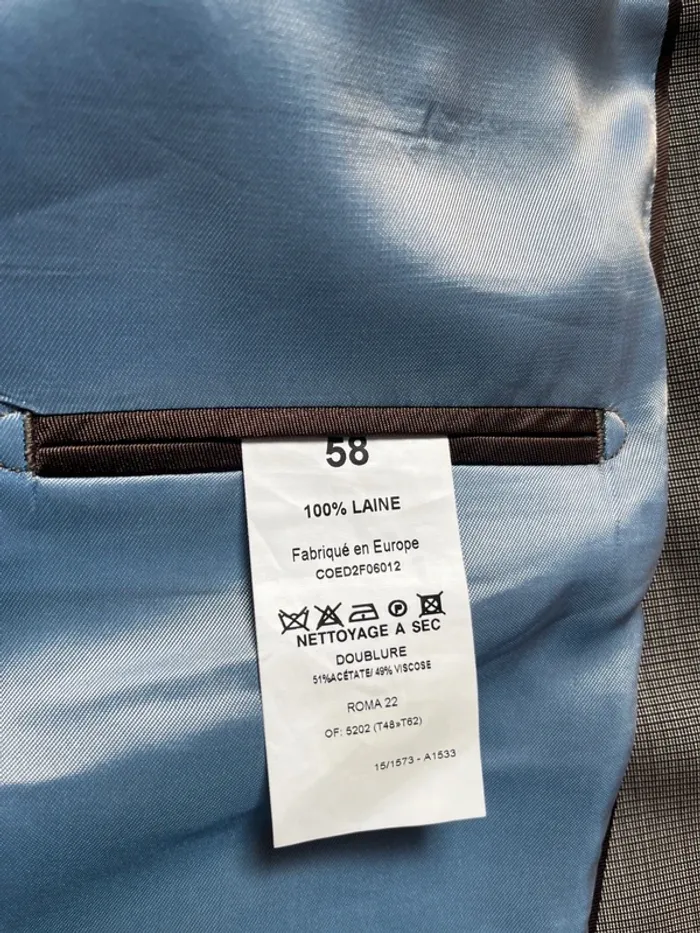 58
100% LAINE
Fabriqué en Europe
COED2F06012
P
NETTOYAGE A SEC
DOUBLURE
51%ACÉTATE/ 49% VISCOSE
ROMA 22
OF: 5202 (T48»T62)
15/1573 - A1533